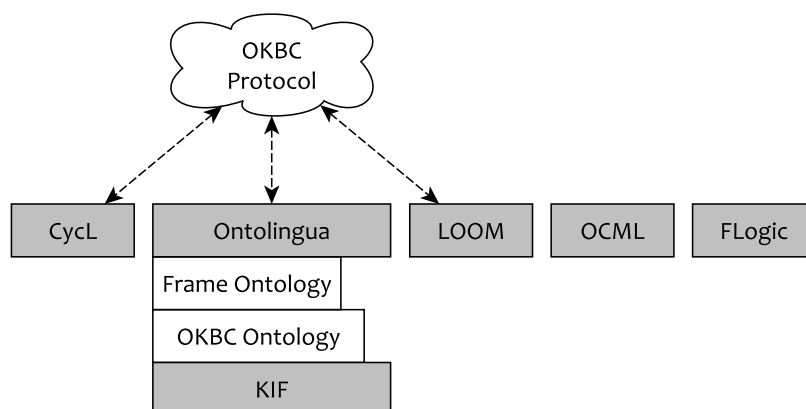 OKBC
Protocol
CycL
Ontolingua
LOOM
OCML
FLogic
Frame Ontology
OKBC Ontology
KIF